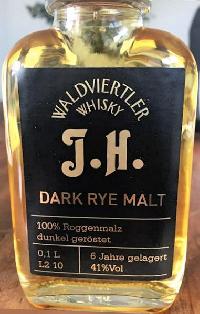 WALDVIERTLER
WHISKY
J.H.
DARK RYE MALT
100% Roggenmalz
dunkel geröstet
0,1 L
L2 10
6 Jahre gelagert
41%Vol